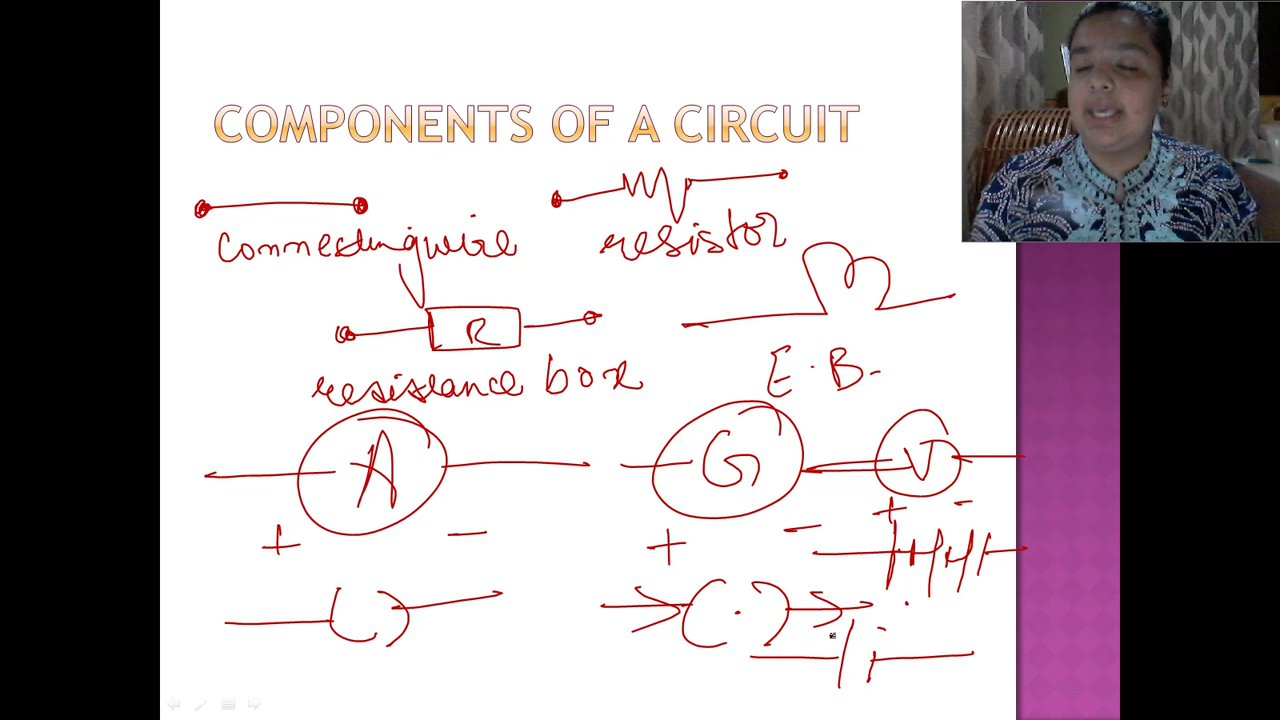 COMPONENTS OF A CIRCUIT
connecting wire
resistor
R
resistance box
E.B.
A
G
V
+ -
+ -
+ -
( )
(.)